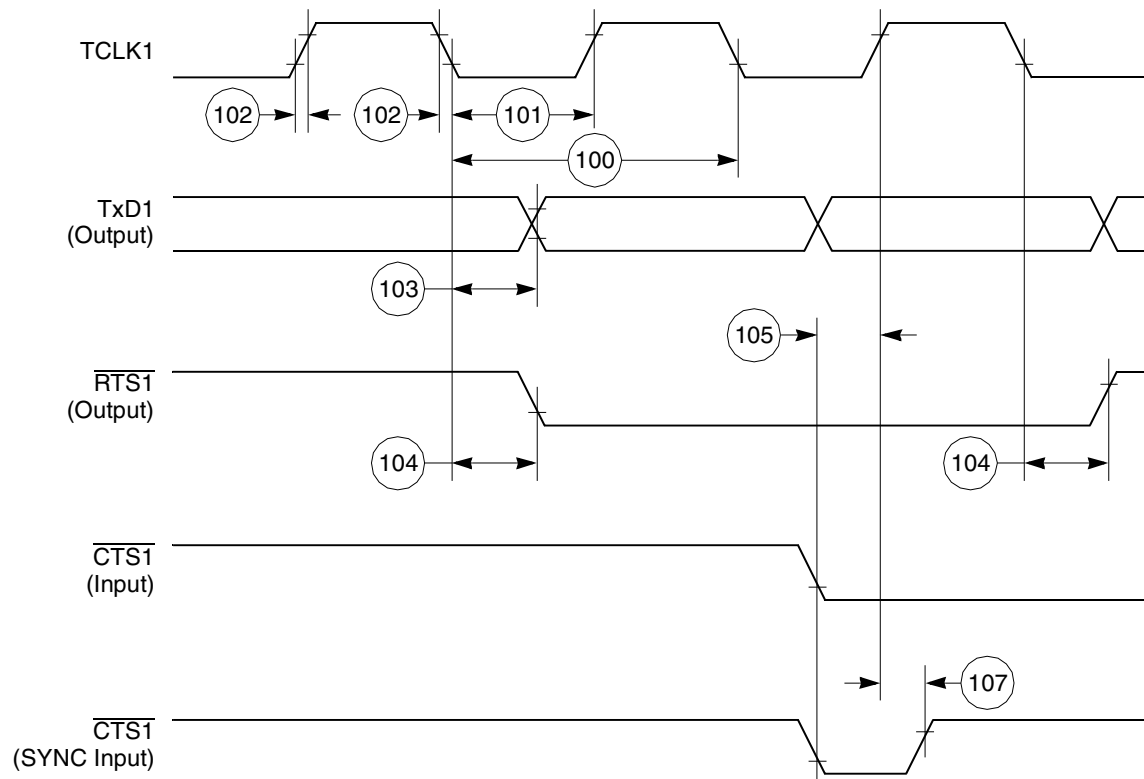 TCLK1
102
102
101
100
TxD1
(Output)
103
105
RTS1
(Output)
104
104
CTS1
(Input)
107
CTS1
(SYNC Input)